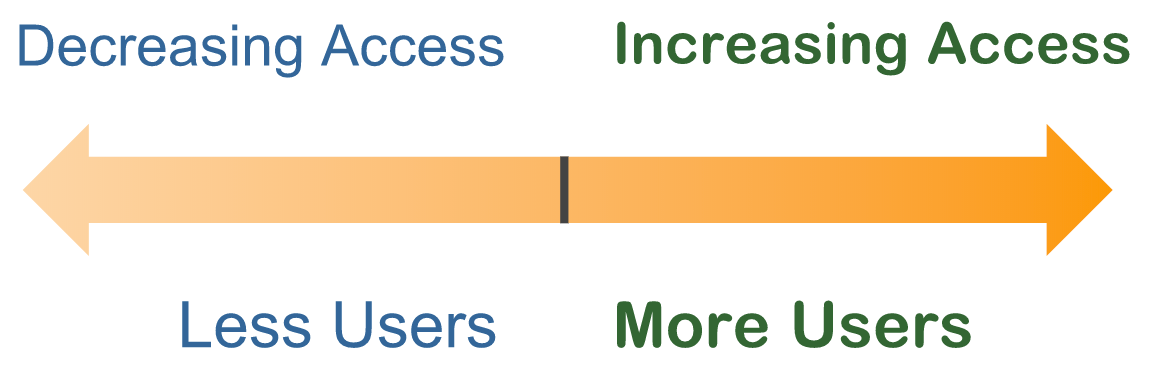 Decreasing Access
Increasing Access
Less Users
More Users